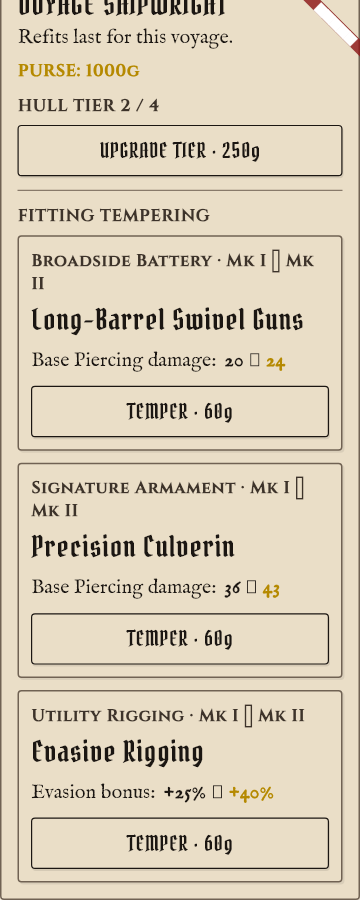 VOYAGE SHIPWRIGHT
Refits last for this voyage.
PURSE: 1000G
HULL TIER 2 / 4
UPGRADE TIER · 250g
FITTING TEMPERING
BROADSIDE BATTERY · MK I ▯ MK
II
Long-Barrel Swivel Guns
Base Piercing damage: 20 ▯ 24
TEMPER · 60g
SIGNATURE ARMAMENT · MK I ▯
MK II
Precision Culverin
Base Piercing damage: 36 ▯ 43
TEMPER · 60g
UTILITY RIGGING · MK I ▯ MK II
Evasive Rigging
Evasion bonus: +25% ▯ +40%
TEMPER · 60g